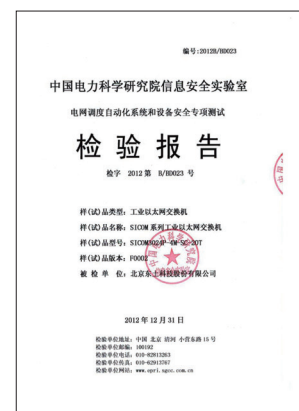 编号:2012B/BD023
中国电力科学研究院信息安全实验室
电网调度自动化系统和设备安全专项测试
检验报告
检字 2012 第 B/BD023 号
样(试)品类型: 工业以太网交换机
样(试)品名称: SICOM系列工业以太网交换机
样(试)品型号: SICOM3024P-4M-SC-20T
样(试)品版本: F0002
被 检 单 位: 北京东土科技股份有限公司
2012 年 12 月 31 日
检验单位地址: 中国 北京 清河 小营东路 15 号
检验单位邮编: 100192
检验单位电话: 010-82813263
检验单位传真: 010-62913767
检验单位网站: www.epri.sgcc.com.cn